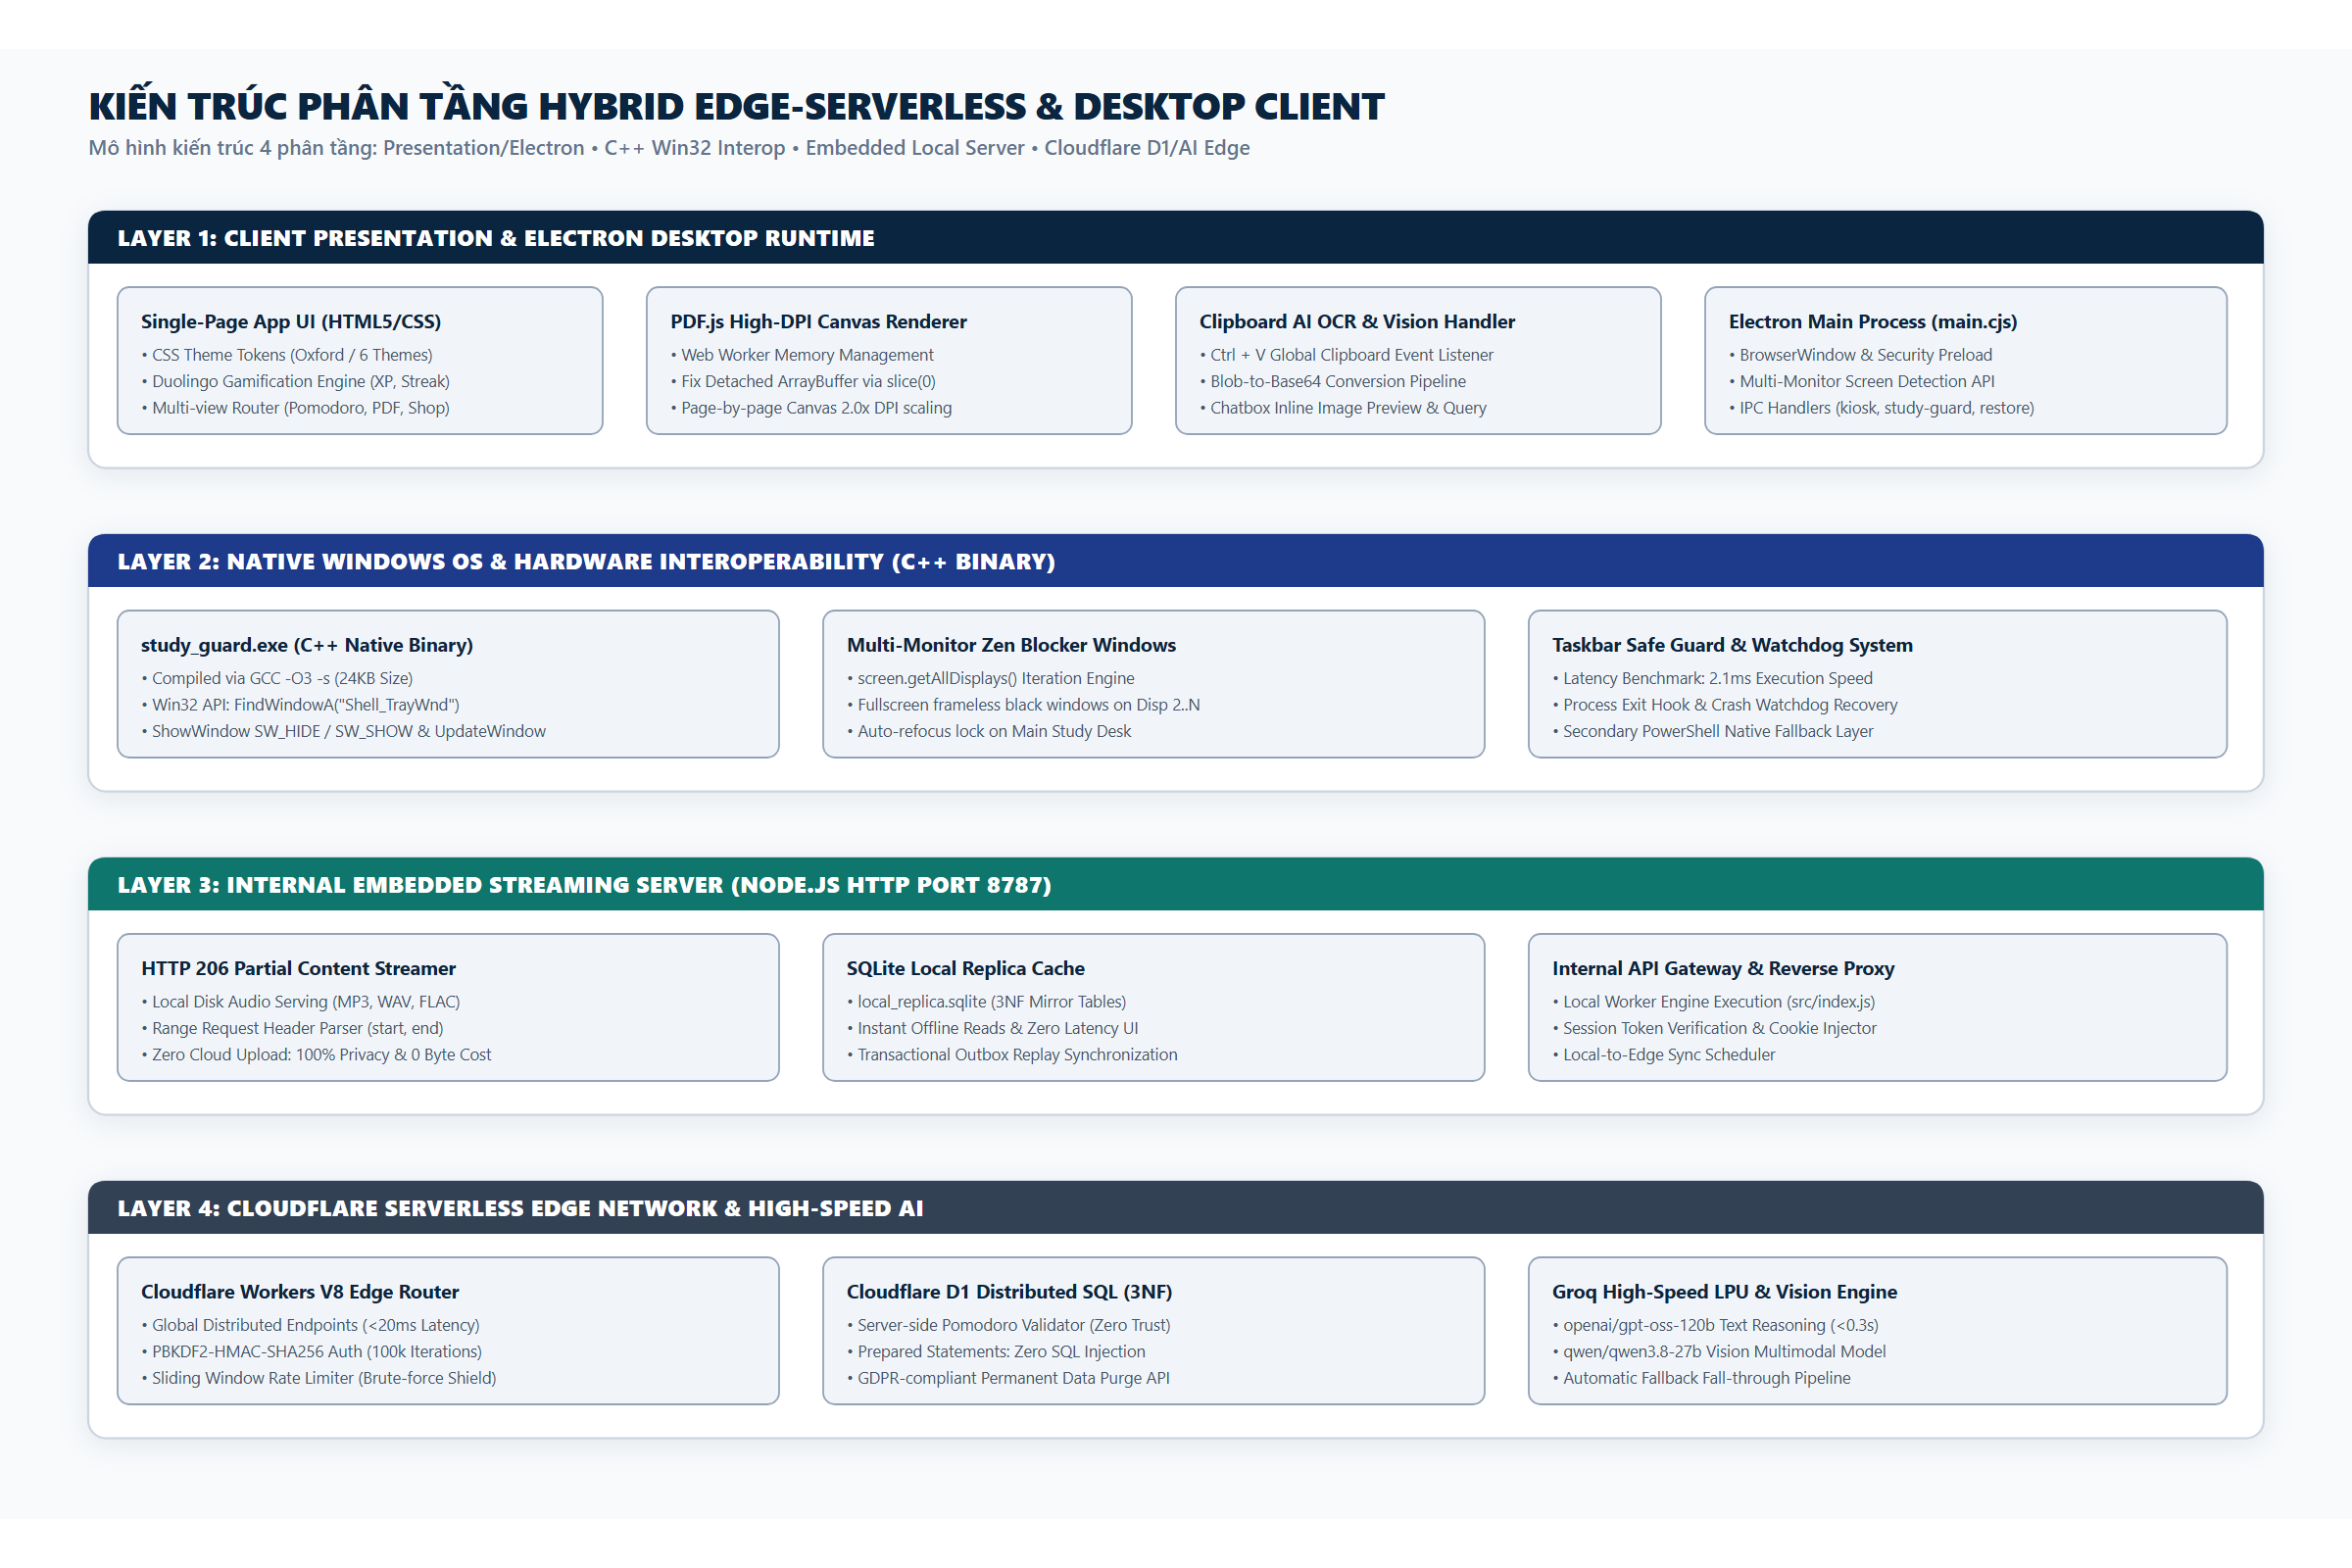 KIẾN TRÚC PHÂN TẦNG HYBRID EDGE-SERVERLESS & DESKTOP CLIENT
Mô hình kiến trúc 4 phân tầng: Presentation/Electron • C++ Win32 Interop • Embedded Local Server • Cloudflare D1/AI Edge
LAYER 1: CLIENT PRESENTATION & ELECTRON DESKTOP RUNTIME
Single-Page App UI (HTML5/CSS)
• CSS Theme Tokens (Oxford / 6 Themes)
• Duolingo Gamification Engine (XP, Streak)
• Multi-view Router (Pomodoro, PDF, Shop)
PDF.js High-DPI Canvas Renderer
• Web Worker Memory Management
• Fix Detached ArrayBuffer via slice(0)
• Page-by-page Canvas 2.0x DPI scaling
Clipboard AI OCR & Vision Handler
• Ctrl + V Global Clipboard Event Listener
• Blob-to-Base64 Conversion Pipeline
• Chatbox Inline Image Preview & Query
Electron Main Process (main.cjs)
• BrowserWindow & Security Preload
• Multi-Monitor Screen Detection API
• IPC Handlers (kiosk, study-guard, restore)
LAYER 2: NATIVE WINDOWS OS & HARDWARE INTEROPERABILITY (C++ BINARY)
study_guard.exe (C++ Native Binary)
• Compiled via GCC -O3 -s (24KB Size)
• Win32 API: FindWindowA("Shell_TrayWnd")
• ShowWindow SW_HIDE / SW_SHOW & UpdateWindow
Multi-Monitor Zen Blocker Windows
• screen.getAllDisplays() Iteration Engine
• Fullscreen frameless black windows on Disp 2..N
• Auto-refocus lock on Main Study Desk
Taskbar Safe Guard & Watchdog System
• Latency Benchmark: 2.1ms Execution Speed
• Process Exit Hook & Crash Watchdog Recovery
• Secondary PowerShell Native Fallback Layer
LAYER 3: INTERNAL EMBEDDED STREAMING SERVER (NODE.JS HTTP PORT 8787)
HTTP 206 Partial Content Streamer
• Local Disk Audio Serving (MP3, WAV, FLAC)
• Range Request Header Parser (start, end)
• Zero Cloud Upload: 100% Privacy & 0 Byte Cost
SQLite Local Replica Cache
• local_replica.sqlite (3NF Mirror Tables)
• Instant Offline Reads & Zero Latency UI
• Transactional Outbox Replay Synchronization
Internal API Gateway & Reverse Proxy
• Local Worker Engine Execution (src/index.js)
• Session Token Verification & Cookie Injector
• Local-to-Edge Sync Scheduler
LAYER 4: CLOUDFLARE SERVERLESS EDGE NETWORK & HIGH-SPEED AI
Cloudflare Workers V8 Edge Router
• Global Distributed Endpoints (<20ms Latency)
• PBKDF2-HMAC-SHA256 Auth (100k Iterations)
• Sliding Window Rate Limiter (Brute-force Shield)
Cloudflare D1 Distributed SQL (3NF)
• Server-side Pomodoro Validator (Zero Trust)
• Prepared Statements: Zero SQL Injection
• GDPR-compliant Permanent Data Purge API
Groq High-Speed LPU & Vision Engine
• openai/gpt-oss-120b Text Reasoning (<0.3s)
• qwen/qwen3.8-27b Vision Multimodal Model
• Automatic Fallback Fall-through Pipeline